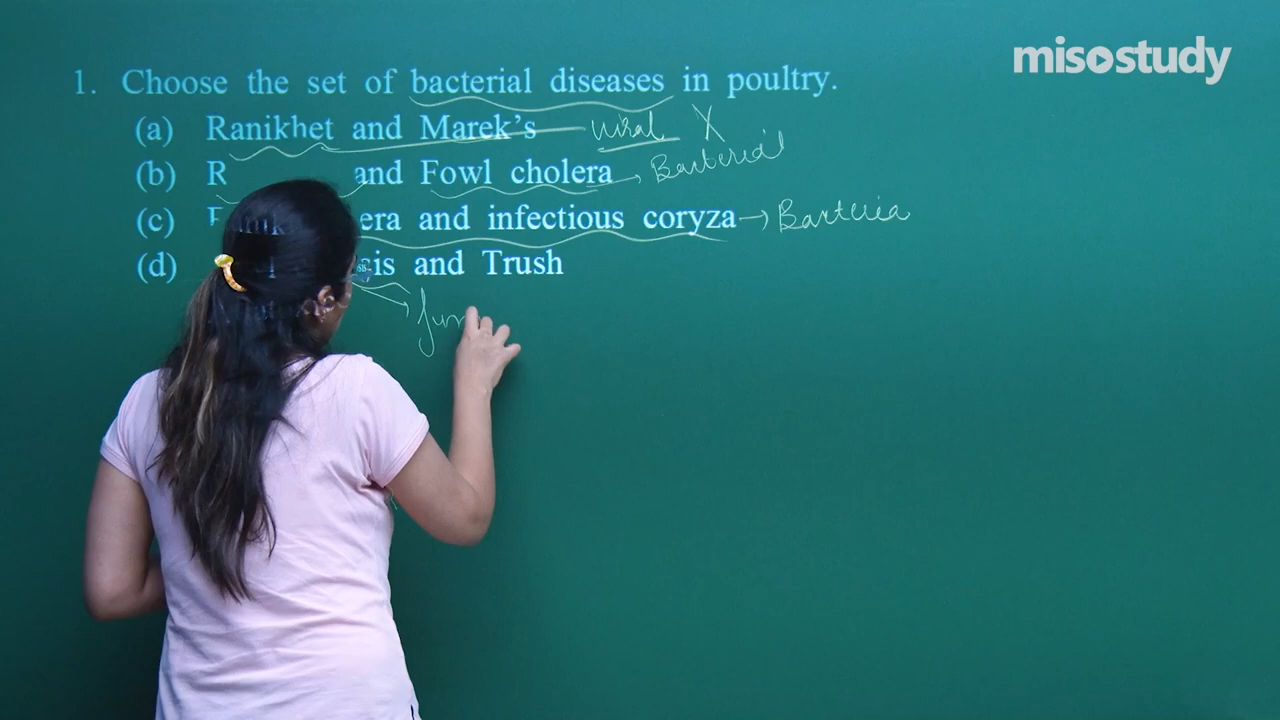 misostudy
1. Choose the set of bacterial diseases in poultry.
(a) Ranikhet and Marek's viral X
(b) R and Fowl cholera → Bacterial
(c) era and infectious coryza → Bacteria
(d) sis and Trush
fun